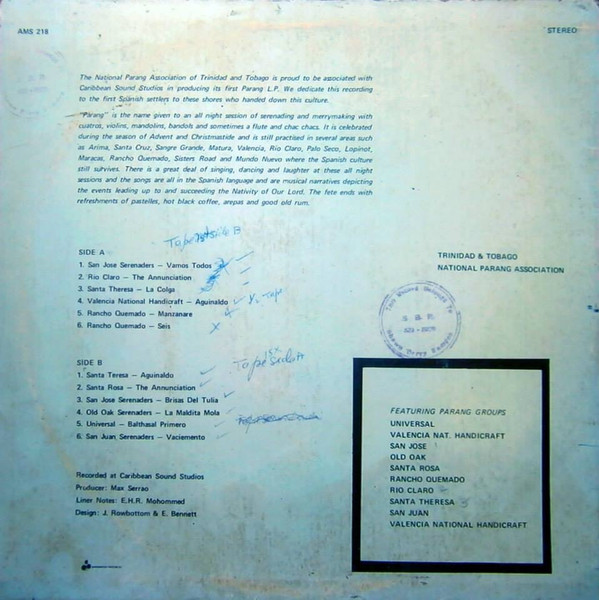 AMS 218
STEREO
The National Parang Association of Trinidad and Tobago is proud to be associated with
Caribbean Sound Studios in producing its first Parang L.P. We dedicate this recording
to the first Spanish settlers to these shores who handed down this culture.
"Parang" is the name given to an all night session of serenading and merrymaking with
cuatros, violins, mandolins, bandols and sometimes a flute and chac chacs. It is celebrated
during the season of Advent and Christmastide and is still practised in several areas such
as Arima, Santa Cruz, Sangre Grande, Matura, Valencia, Rio Claro, Palo Seco, Lopinot,
Maracas, Rancho Quemado, Sisters Road and Mundo Nuevo where the Spanish culture
still survives. There is a great deal of singing, dancing and laughter at these all night
sessions and the songs are all in the Spanish language and are musical narratives depicting
the events leading up to and succeeding the Nativity of Our Lord. The fete ends with
refreshments of pastelles, hot black coffee, arepas and good old rum.
SIDE A
1. San Jose Serenaders – Vamos Todos
2. Rio Claro – The Annunciation
3. Santa Theresa – La Colga
4. Valencia National Handicraft – Aguinaldo
5. Rancho Quemado – Manzanare
6. Rancho Quemado – Seis
SIDE B
1. Santa Teresa – Aguinaldo
2. Santa Rosa – The Annunciation
3. San Jose Serenaders – Brisas Del Tulia
4. Old Oak Serenaders – La Maldita Mola
5. Universal – Balthasal Primero
6. San Juan Serenaders – Vaciemento
Recorded at Caribbean Sound Studios
Producer: Max Serrao
Liner Notes: E.H.R. Mohommed
Design: J. Rowbottom & E. Bennett
TRINIDAD & TOBAGO
NATIONAL PARANG ASSOCIATION
This Record Belongs To
FEATURING PARANG GROUPS
UNIVERSAL
VALENCIA NAT. HANDICRAFT
SAN JOSE
OLD OAK
SANTA ROSA
RANCHO QUEMADO
RIO CLARO
SANTA THERESA
SAN JUAN
VALENCIA NATIONAL HANDICRAFT